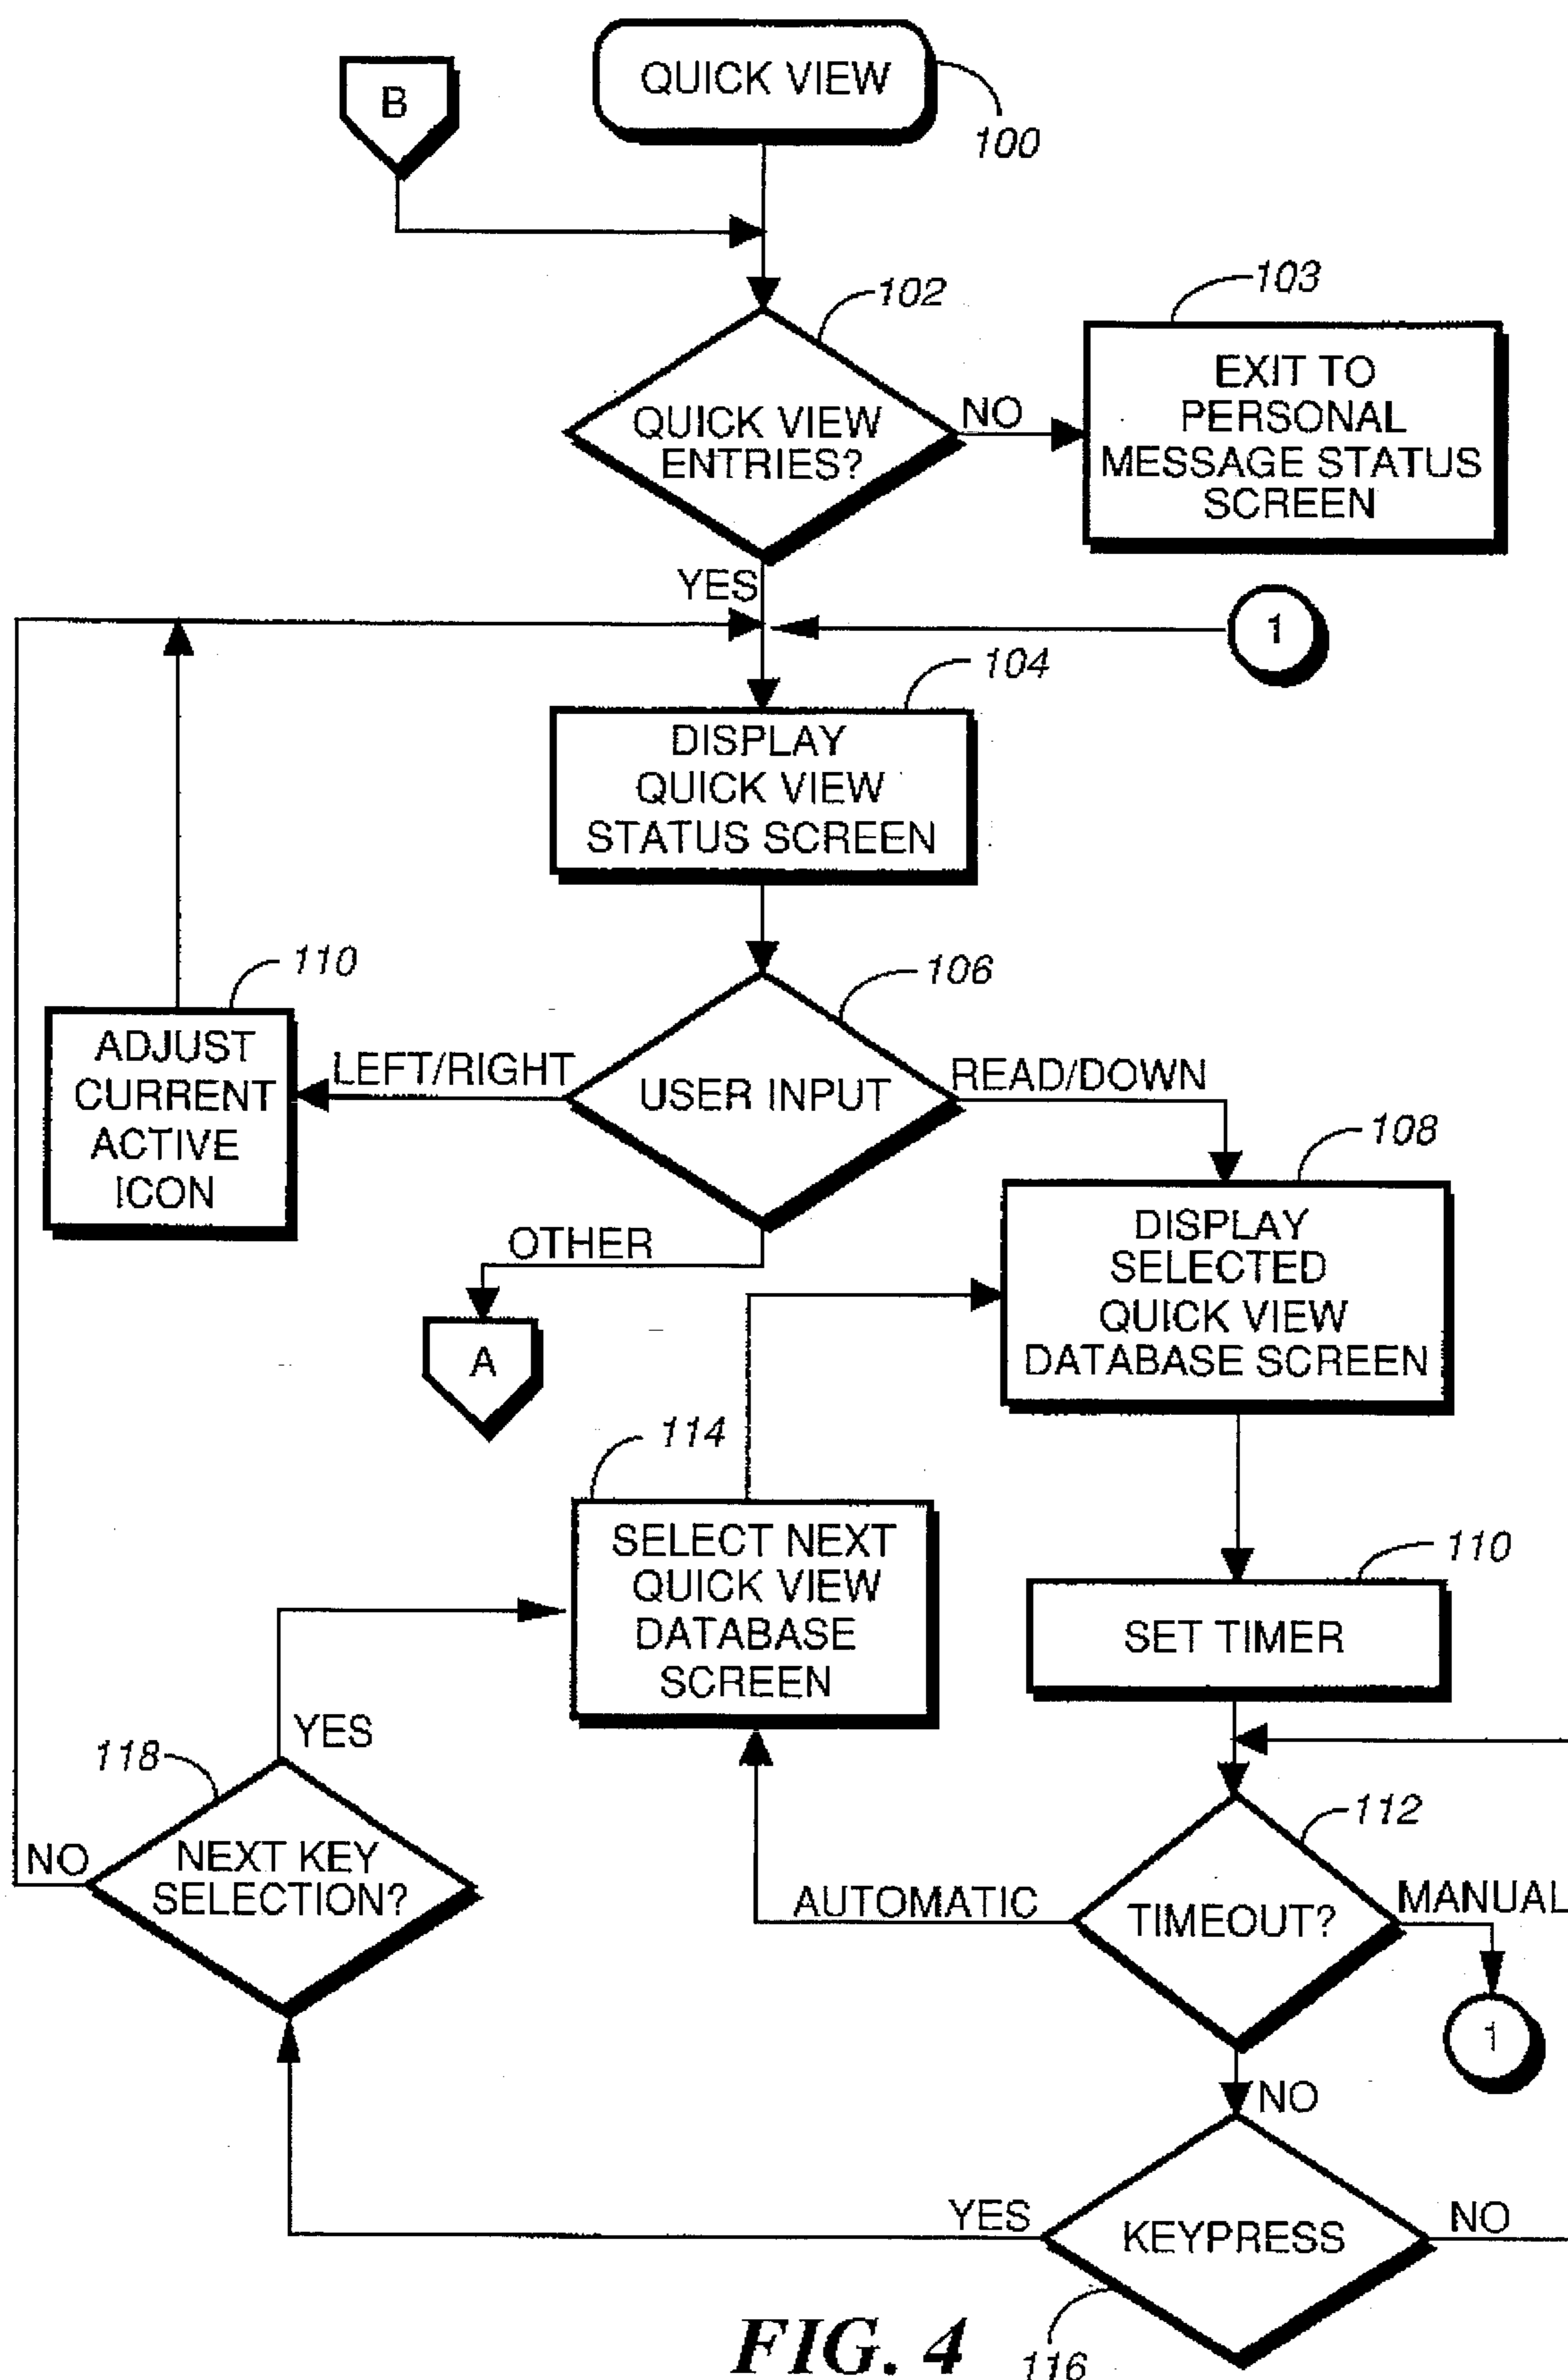 QUICK VIEW
100
B
102
103
QUICK VIEW
ENTRIES?
NO
EXIT TO
PERSONAL
MESSAGE STATUS
SCREEN
YES
1
104
DISPLAY
QUICK VIEW
STATUS SCREEN
110
106
ADJUST
CURRENT
ACTIVE
ICON
LEFT/RIGHT
USER INPUT
READ/DOWN
108
OTHER
A
DISPLAY
SELECTED
QUICK VIEW
DATABASE SCREEN
114
SELECT NEXT
QUICK VIEW
DATABASE
SCREEN
110
SET TIMER
YES
118
NO
NEXT KEY
SELECTION?
112
AUTOMATIC
TIMEOUT?
MANUAL
1
NO
YES
KEYPRESS
NO
116
FIG. 4